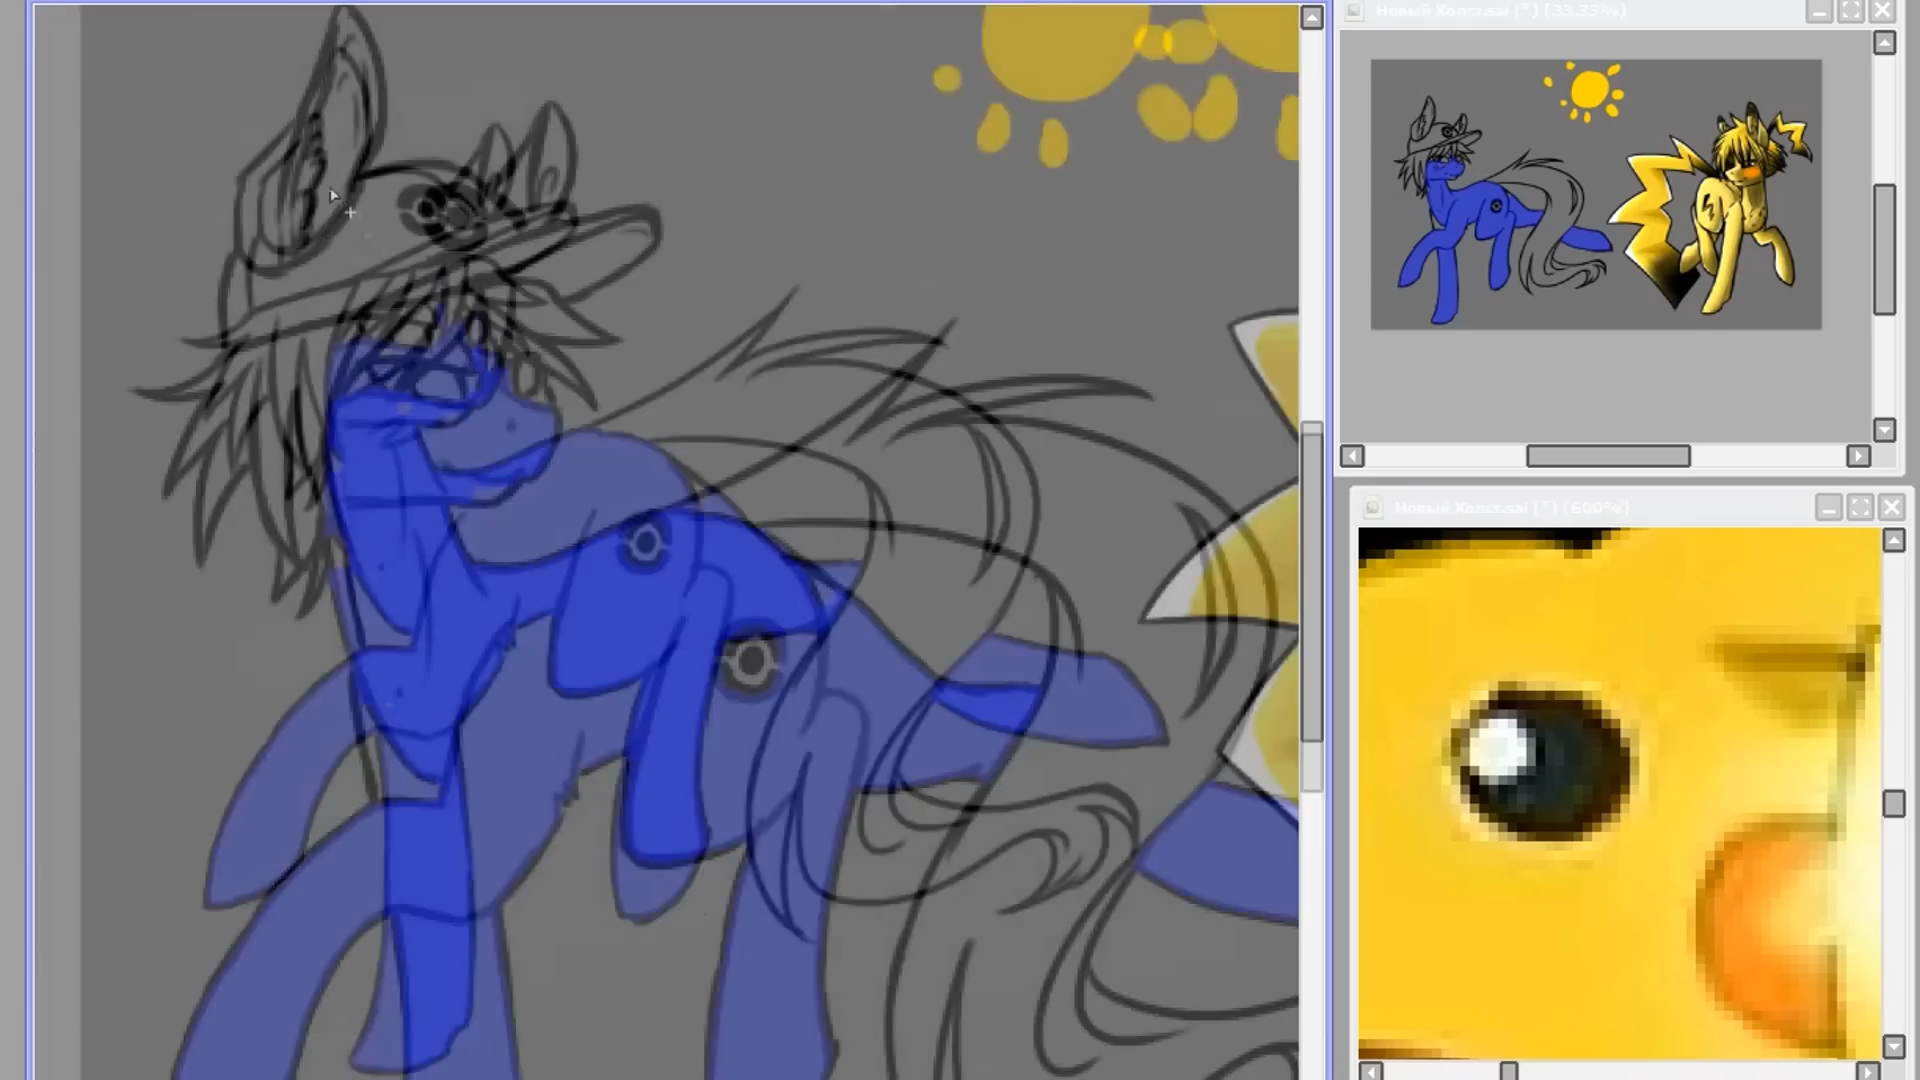 Новый Холст.sai (*) (33.33%)
Новый Холст.sai (*) (600%)